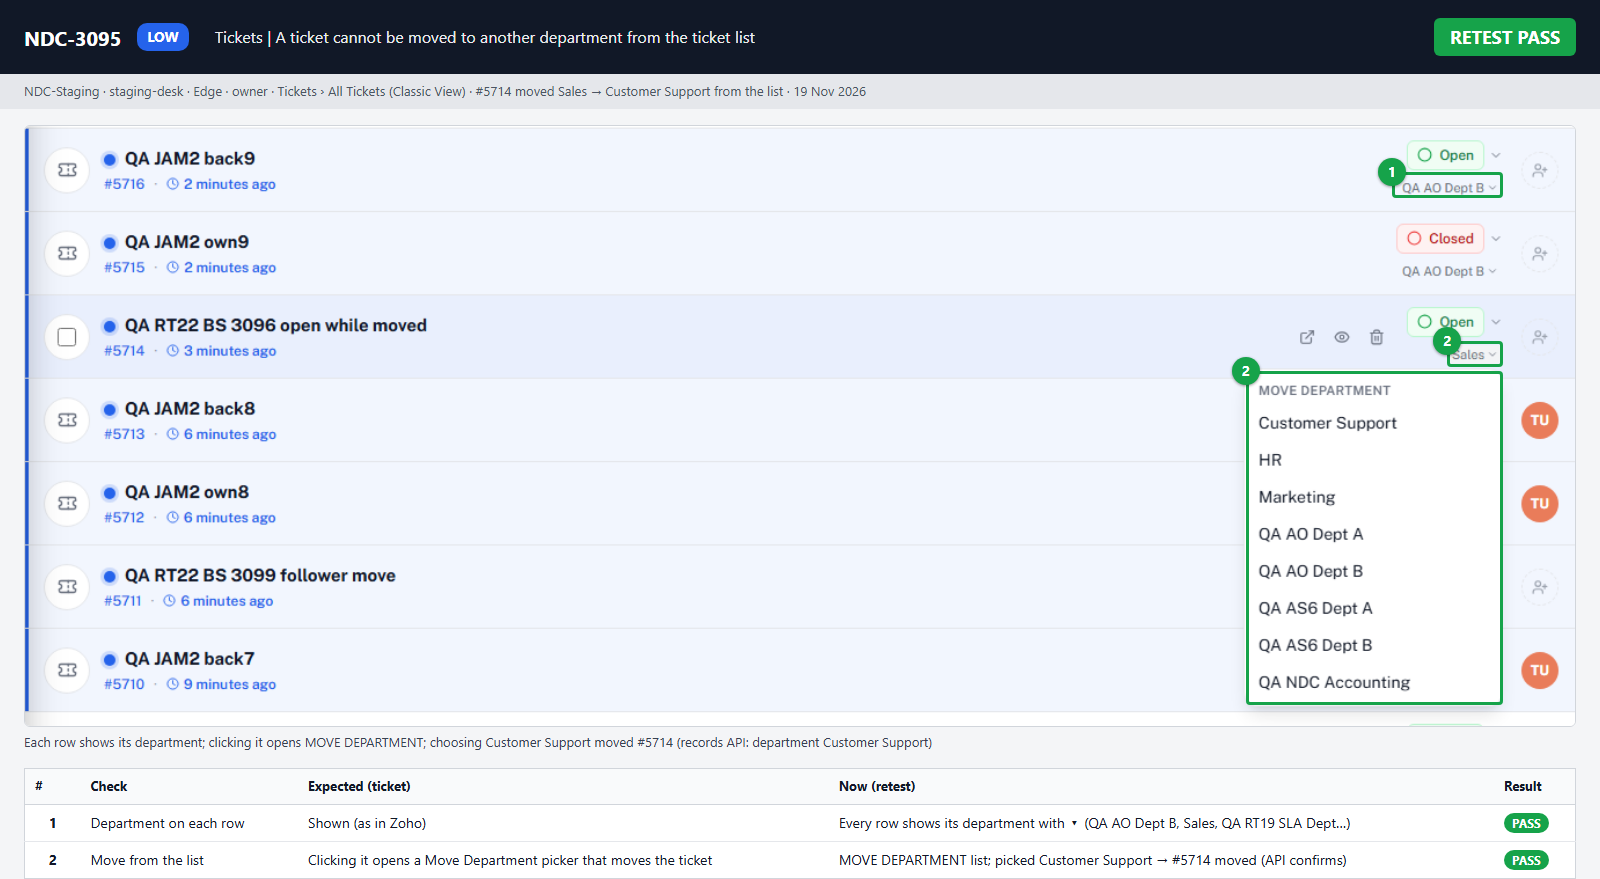 NDC-3095 LOW Tickets | A ticket cannot be moved to another department from the ticket list RETEST PASS
NDC-Staging · staging-desk · Edge · owner · Tickets › All Tickets (Classic View) · #5714 moved Sales → Customer Support from the list · 19 Nov 2026
QA JAM2 back9
#5716 · 2 minutes ago
Open
1
QA AO Dept B
QA JAM2 own9
#5715 · 2 minutes ago
Closed
QA AO Dept B
QA RT22 BS 3096 open while moved
#5714 · 3 minutes ago
Open
2
Sales
2
MOVE DEPARTMENT
Customer Support
HR
Marketing
QA AO Dept A
QA AO Dept B
QA AS6 Dept A
QA AS6 Dept B
QA NDC Accounting
QA JAM2 back8
#5713 · 6 minutes ago
TU
QA JAM2 own8
#5712 · 6 minutes ago
TU
QA RT22 BS 3099 follower move
#5711 · 6 minutes ago
QA JAM2 back7
#5710 · 9 minutes ago
TU
Each row shows its department; clicking it opens MOVE DEPARTMENT; choosing Customer Support moved #5714 (records API: department Customer Support)
# Check Expected (ticket) Now (retest) Result
1 Department on each row Shown (as in Zoho) Every row shows its department with ▾ (QA AO Dept B, Sales, QA RT19 SLA Dept...) PASS
2 Move from the list Clicking it opens a Move Department picker that moves the ticket MOVE DEPARTMENT list; picked Customer Support → #5714 moved (API confirms) PASS